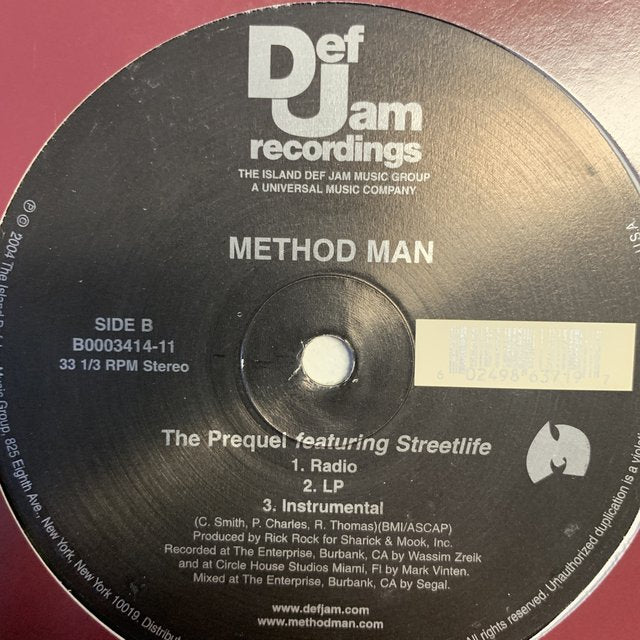 Def
Jam
recordings
THE ISLAND DEF JAM MUSIC GROUP
A UNIVERSAL MUSIC COMPANY
METHOD MAN
SIDE B
B0003414-11
33 1/3 RPM Stereo
6 02498 63719 7
The Prequel featuring Streetlife
1. Radio
2. LP
3. Instrumental
(C. Smith, P. Charles, R. Thomas)(BMI/ASCAP)
Produced by Rick Rock for Sharick & Mook, Inc.
Recorded at The Enterprise, Burbank, CA by Wassim Zreik
and at Circle House Studios Miami, Fl by Mark Vinten.
Mixed at The Enterprise, Burbank, CA by Segal.
www.defjam.com
www.methodman.com
℗ © 2004 The Island Music Group, 825 Eighth Ave., New York, New York 10019. All rights reserved. Unauthorized duplication is a USA